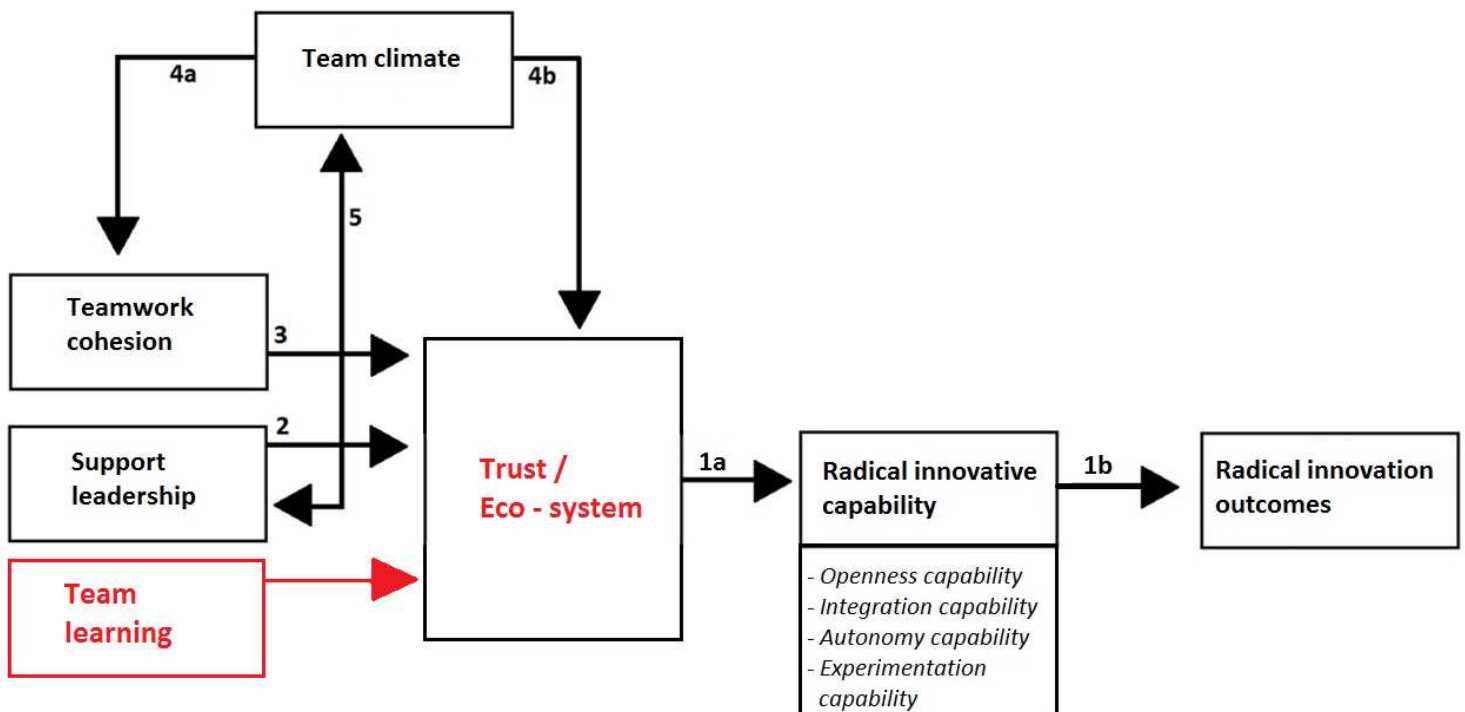 Team climate
4a
4b
5
Teamwork
cohesion
3
Support
leadership
2
Team
learning
Trust /
Eco - system
1a
Radical innovative
capability
- Openness capability
- Integration capability
- Autonomy capability
- Experimentation
capability
1b
Radical innovation
outcomes